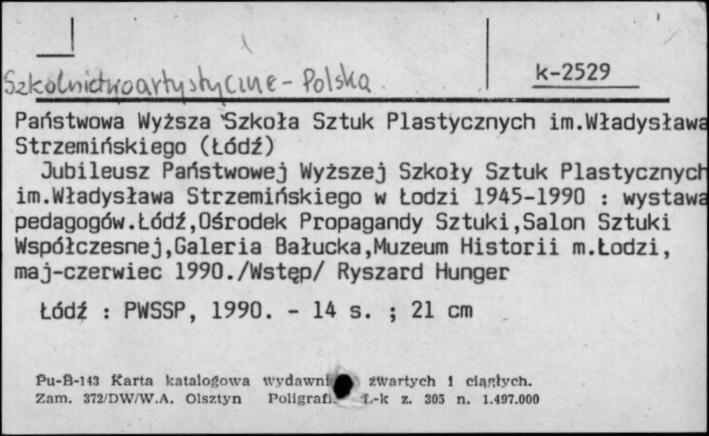 Szkolnictwo artystyczne - Polska
k-2529
Państwowa Wyższa Szkoła Sztuk Plastycznych im.Władysława
Strzemińskiego (Łódź)
Jubileusz Państwowej Wyższej Szkoły Sztuk Plastycznych
im.Władysława Strzemińskiego w Łodzi 1945-1990 : wystawa
pedagogów.Łódź,Ośrodek Propagandy Sztuki,Salon Sztuki
Współczesnej,Galeria Bałucka,Muzeum Historii m.Łodzi,
maj-czerwiec 1990./Wstęp/ Ryszard Hunger
Łódź : PWSSP, 1990. - 14 s. ; 21 cm
Pu-B-143 Karta katalogowa wydawni zwartych i ciągłych.
Zam. 372/DW/W.A. Olsztyn Poligrafi Ł-k z. 305 n. 1.497.000